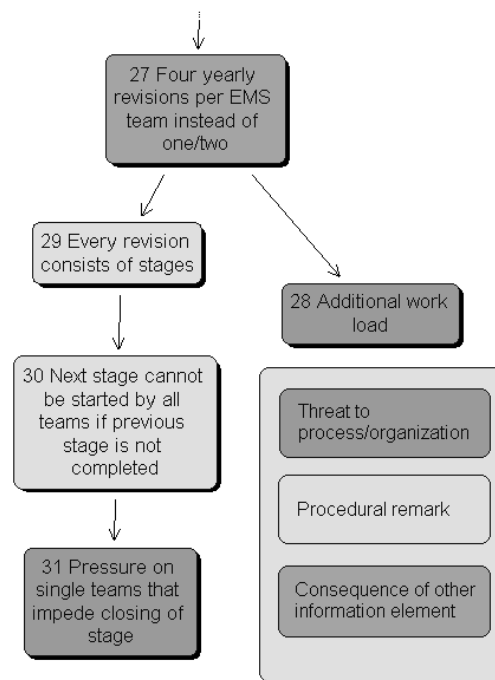 27 Four yearly
revisions per EMS
team instead of
one/two
29 Every revision
consists of stages
28 Additional work
load
30 Next stage cannot
be started by all
teams if previous
stage is not
completed
31 Pressure on
single teams that
impede closing of
stage
Threat to
process/organization
Procedural remark
Consequence of other
information element